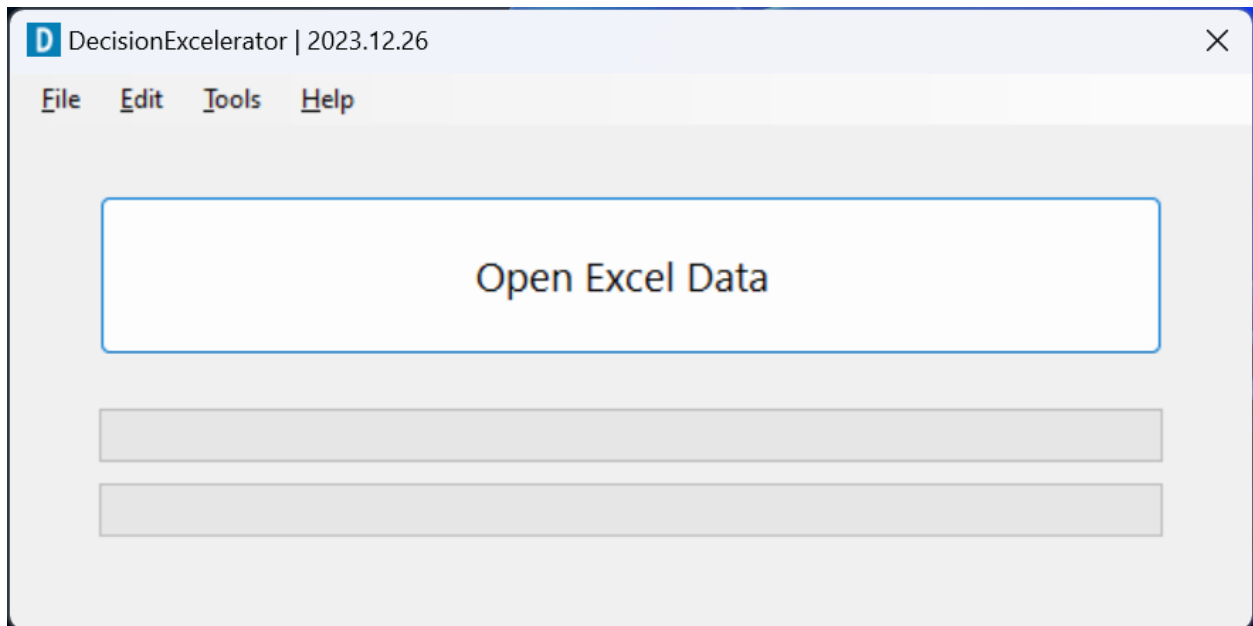 D DecisionExcelerator | 2023.12.26
File Edit Tools Help
Open Excel Data